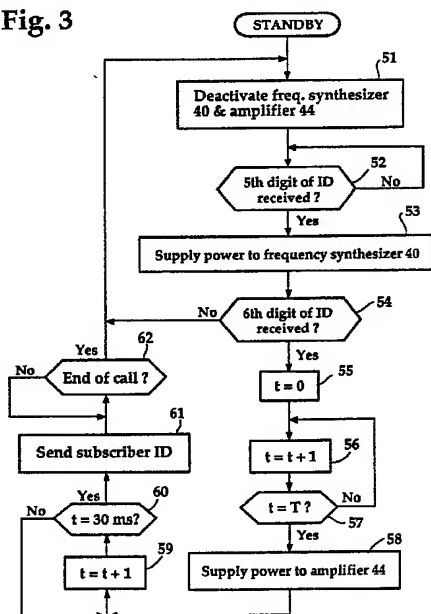 Fig. 3
STANDBY
51
Deactivate freq. synthesizer
40 & amplifier 44
52
5th digit of ID
received ?
No
Yes
53
Supply power to frequency synthesizer 40
54
6th digit of ID
received ?
No
Yes
55
t = 0
56
t = t + 1
t = T ?
No
57
Yes
58
Supply power to amplifier 44
59
t = t + 1
60
t = 30 ms?
No
Yes
61
Send subscriber ID
62
End of call ?
No
Yes